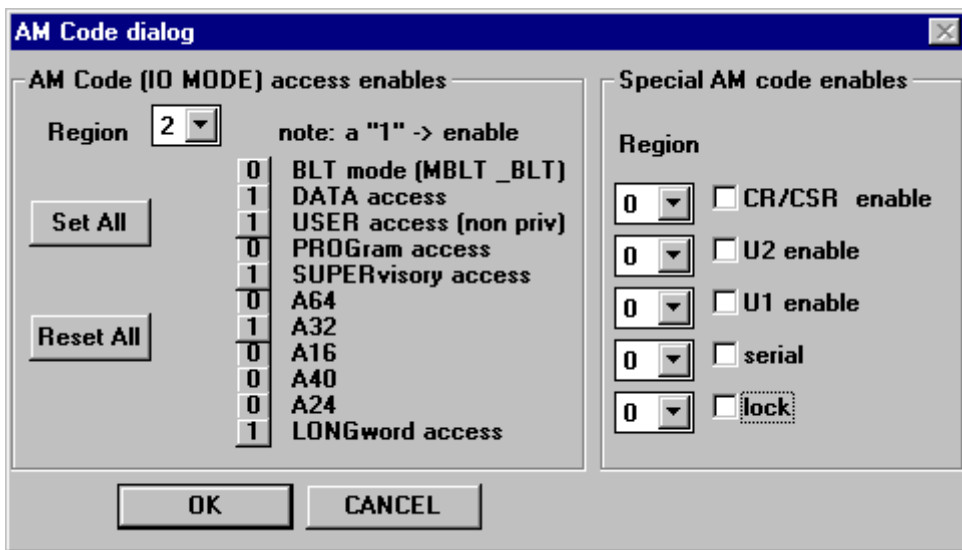 AM Code dialog
AM Code (IO MODE) access enables
Region 2 note: a "1" -> enable
0 BLT mode (MBLT _BLT)
1 DATA access
Set All 1 USER access (non priv)
0 PROGram access
1 SUPERvisory access
0 A64
Reset All 1 A32
0 A16
0 A40
0 A24
1 LONGword access
Special AM code enables
Region
0 CR/CSR enable
0 U2 enable
0 U1 enable
0 serial
0 lock
OK CANCEL